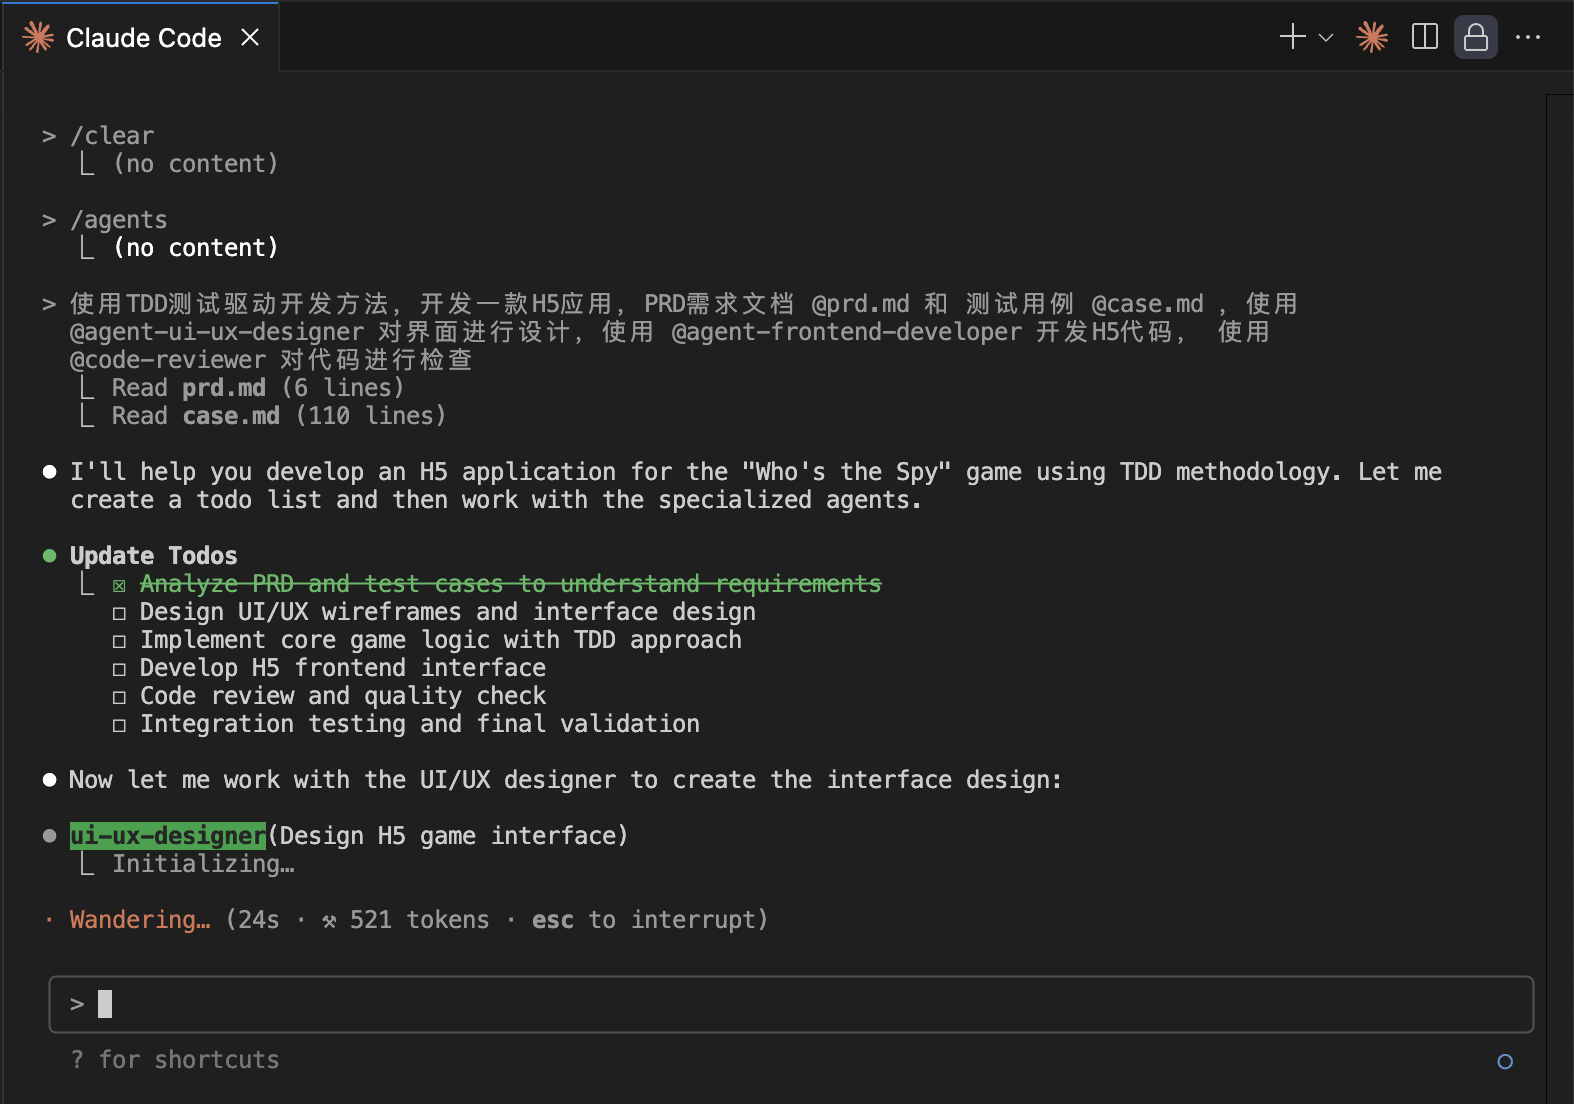 Claude Code
> /clear
(no content)
> /agents
(no content)
> 使用TDD测试驱动开发方法, 开发一款H5应用, PRD需求文档 @prd.md 和 测试用例 @case.md , 使用
@agent-ui-ux-designer 对界面进行设计, 使用 @agent-frontend-developer 开发H5代码, 使用
@code-reviewer 对代码进行检查
Read prd.md (6 lines)
Read case.md (110 lines)
● I'll help you develop an H5 application for the "Who's the Spy" game using TDD methodology. Let me
create a todo list and then work with the specialized agents.
● Update Todos
☒ Analyze PRD and test cases to understand requirements
☐ Design UI/UX wireframes and interface design
☐ Implement core game logic with TDD approach
☐ Develop H5 frontend interface
☐ Code review and quality check
☐ Integration testing and final validation
● Now let me work with the UI/UX designer to create the interface design:
● ui-ux-designer(Design H5 game interface)
Initializing…
· Wandering… (24s · ⚒ 521 tokens · esc to interrupt)
>
? for shortcuts